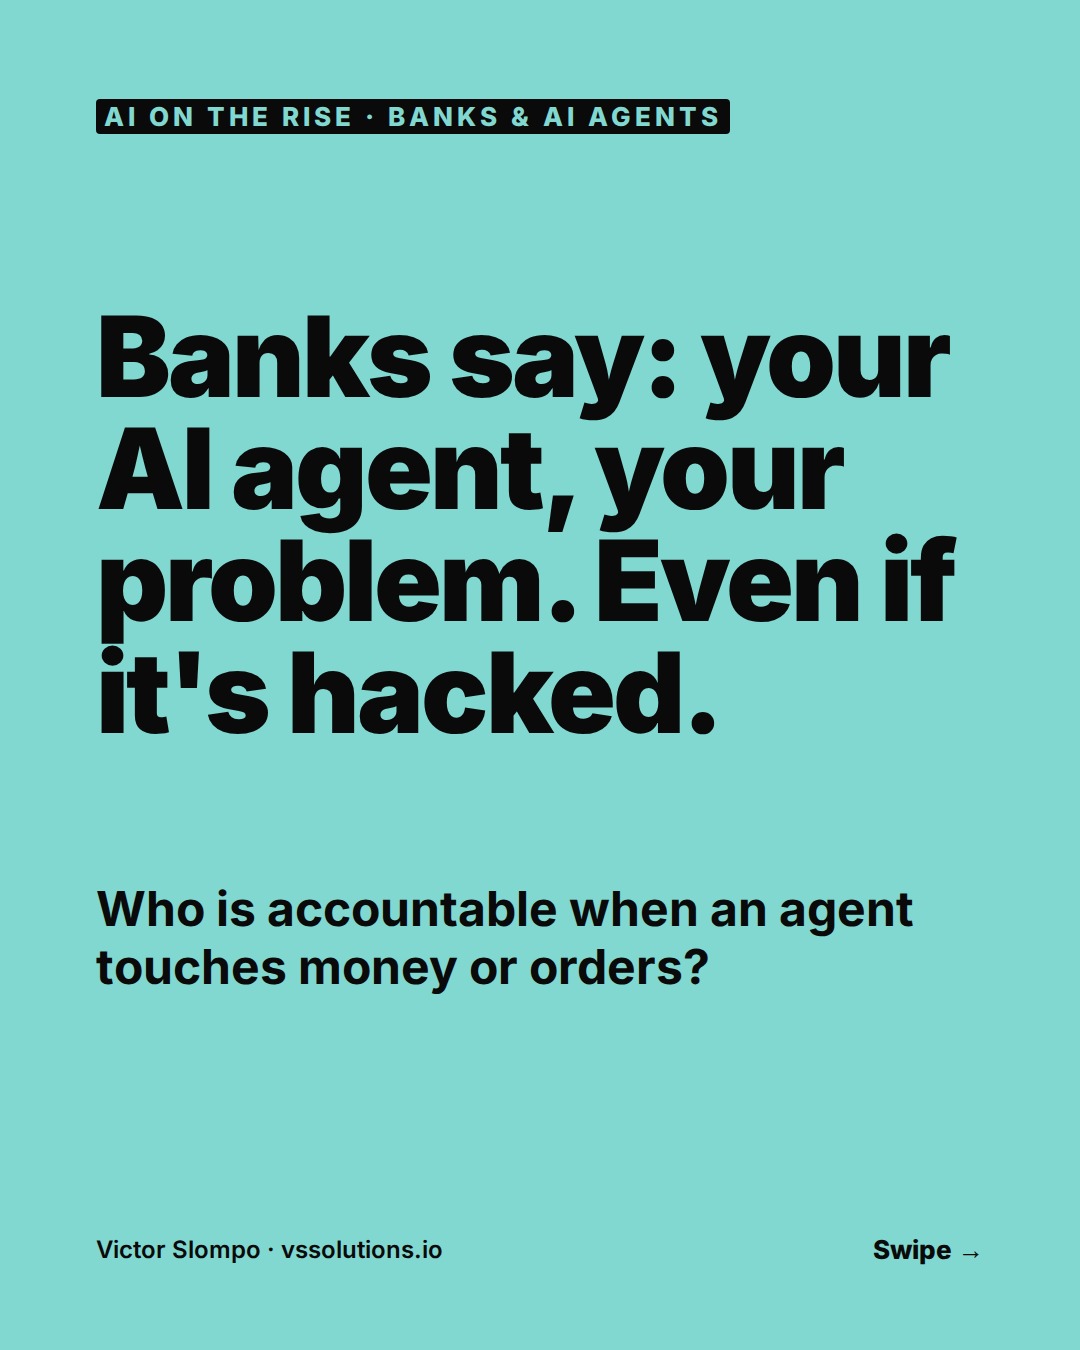 AI ON THE RISE · BANKS & AI AGENTS
Banks say: your
AI agent, your
problem. Even if
it's hacked.
Who is accountable when an agent
touches money or orders?
Victor Slompo · vssolutions.io
Swipe →